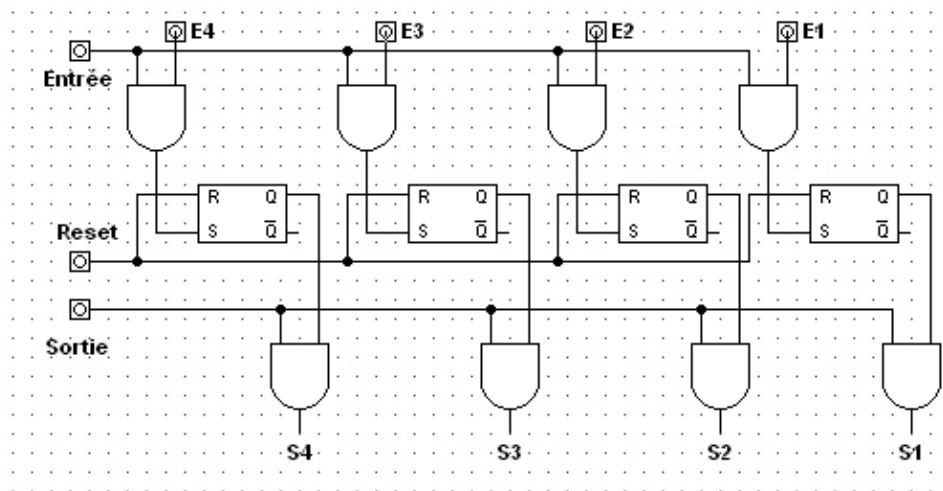 E4 E3 E2 E1
Entrée
R Q R Q R Q R Q
S Q̅ S Q̅ S Q̅ S Q̅
Reset
Sortie
S4 S3 S2 S1